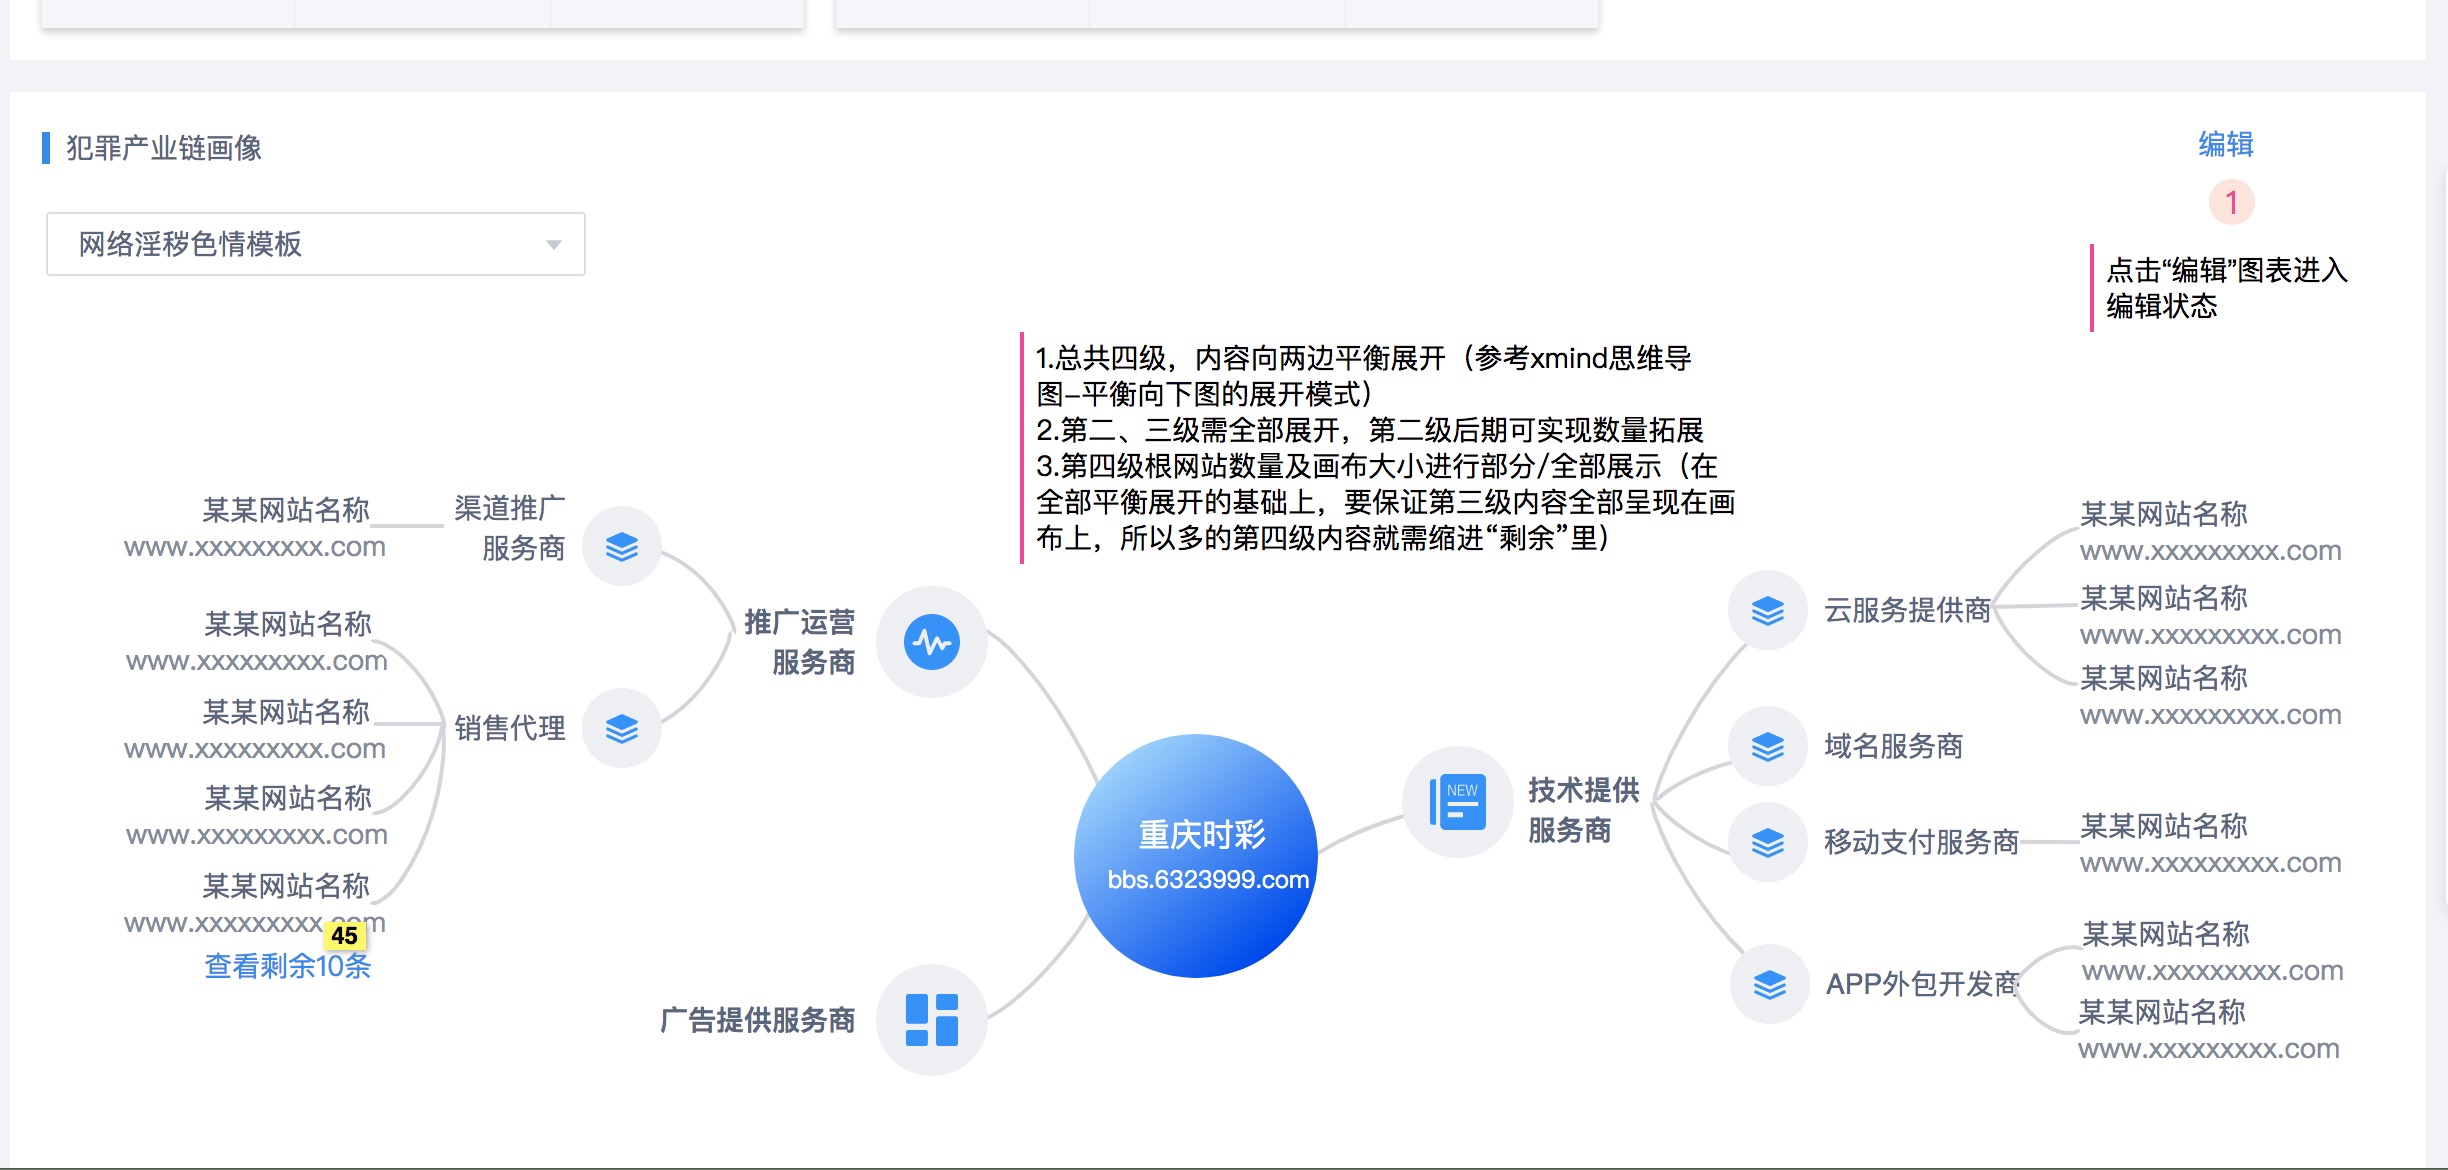 犯罪产业链画像
编辑
1
点击“编辑”图表进入
编辑状态
网络淫秽色情模板
1.总共四级，内容向两边平衡展开（参考xmind思维导
图-平衡向下图的展开模式）
2.第二、三级需全部展开，第二级后期可实现数量拓展
3.第四级根网站数量及画布大小进行部分/全部展示（在
全部平衡展开的基础上，要保证第三级内容全部呈现在画
布上，所以多的第四级内容就需缩进“剩余”里）
某某网站名称
www.xxxxxxxxx.com
渠道推广
服务商
某某网站名称
www.xxxxxxxxx.com
某某网站名称
www.xxxxxxxxx.com
某某网站名称
www.xxxxxxxxx.com
某某网站名称
www.xxxxxxxxx.com
45
查看剩余10条
销售代理
推广运营
服务商
广告提供服务商
重庆时彩
bbs.6323999.com
NEW
技术提供
服务商
云服务提供商
某某网站名称
www.xxxxxxxxx.com
某某网站名称
www.xxxxxxxxx.com
某某网站名称
www.xxxxxxxxx.com
域名服务商
移动支付服务商
某某网站名称
www.xxxxxxxxx.com
APP外包开发商
某某网站名称
www.xxxxxxxxx.com
某某网站名称
www.xxxxxxxxx.com